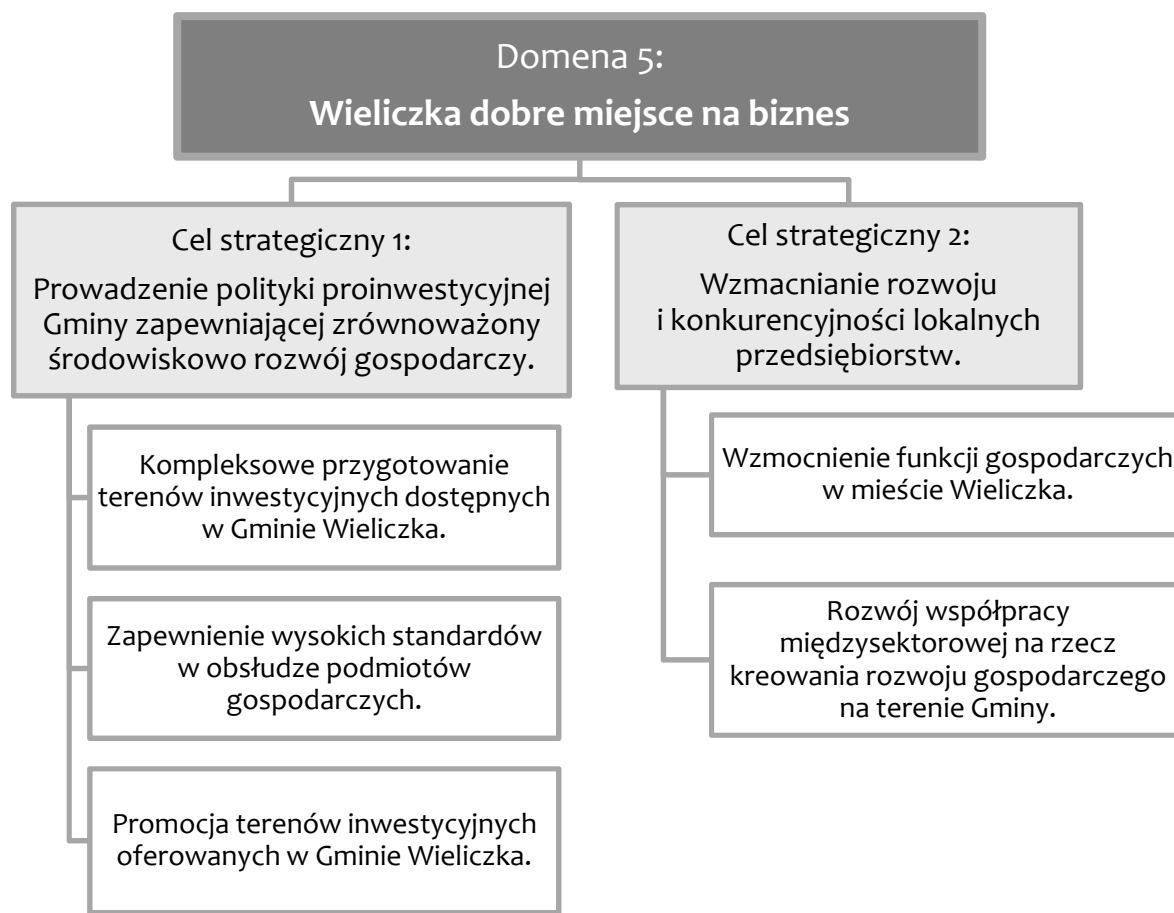 Domena 5:
Wieliczka dobre miejsce na biznes
Cel strategiczny 1:
Prowadzenie polityki proinwestycyjnej
Gminy zapewniającej zrównoważony
środowiskowo rozwój gospodarczy.
Kompleksowe przygotowanie
terenów inwestycyjnych dostępnych
w Gminie Wieliczka.
Zapewnienie wysokich standardów
w obsłudze podmiotów
gospodarczych.
Promocja terenów inwestycyjnych
oferowanych w Gminie Wieliczka.
Cel strategiczny 2:
Wzmacnianie rozwoju
i konkurencyjności lokalnych
przedsiębiorstw.
Wzmocnienie funkcji gospodarczych
w mieście Wieliczka.
Rozwój współpracy
międzysektorowej na rzecz
kreowania rozwoju gospodarczego
na terenie Gminy.